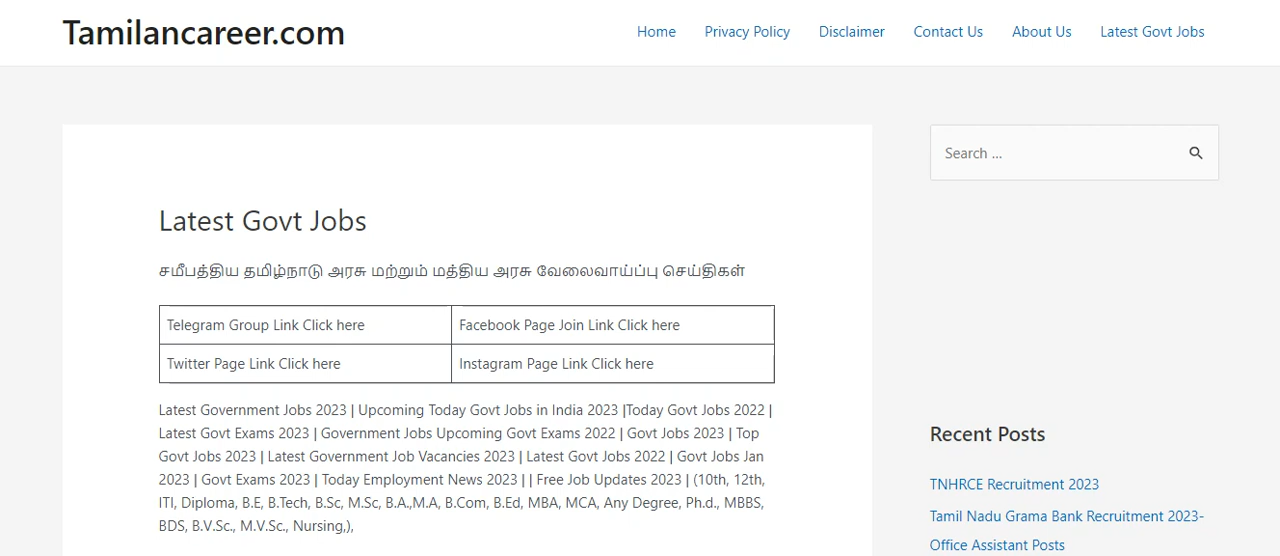 Tamilancareer.com
Home Privacy Policy Disclaimer Contact Us About Us Latest Govt Jobs
Search ...
Latest Govt Jobs
சமீபத்திய தமிழ்நாடு அரசு மற்றும் மத்திய அரசு வேலைவாய்ப்பு செய்திகள்
Telegram Group Link Click here Facebook Page Join Link Click here
Twitter Page Link Click here Instagram Page Link Click here
Latest Government Jobs 2023 | Upcoming Today Govt Jobs in India 2023 |Today Govt Jobs 2022 |
Latest Govt Exams 2023 | Government Jobs Upcoming Govt Exams 2022 | Govt Jobs 2023 | Top
Govt Jobs 2023 | Latest Government Job Vacancies 2023 | Latest Govt Jobs 2022 | Govt Jobs Jan
2023 | Govt Exams 2023 | Today Employment News 2023 | | Free Job Updates 2023 | (10th, 12th,
ITI, Diploma, B.E, B.Tech, B.Sc, M.Sc, B.A.,M.A, B.Com, B.Ed, MBA, MCA, Any Degree, Ph.d., MBBS,
BDS, B.V.Sc., M.V.Sc., Nursing,),
Recent Posts
TNHRCE Recruitment 2023
Tamil Nadu Grama Bank Recruitment 2023-
Office Assistant Posts